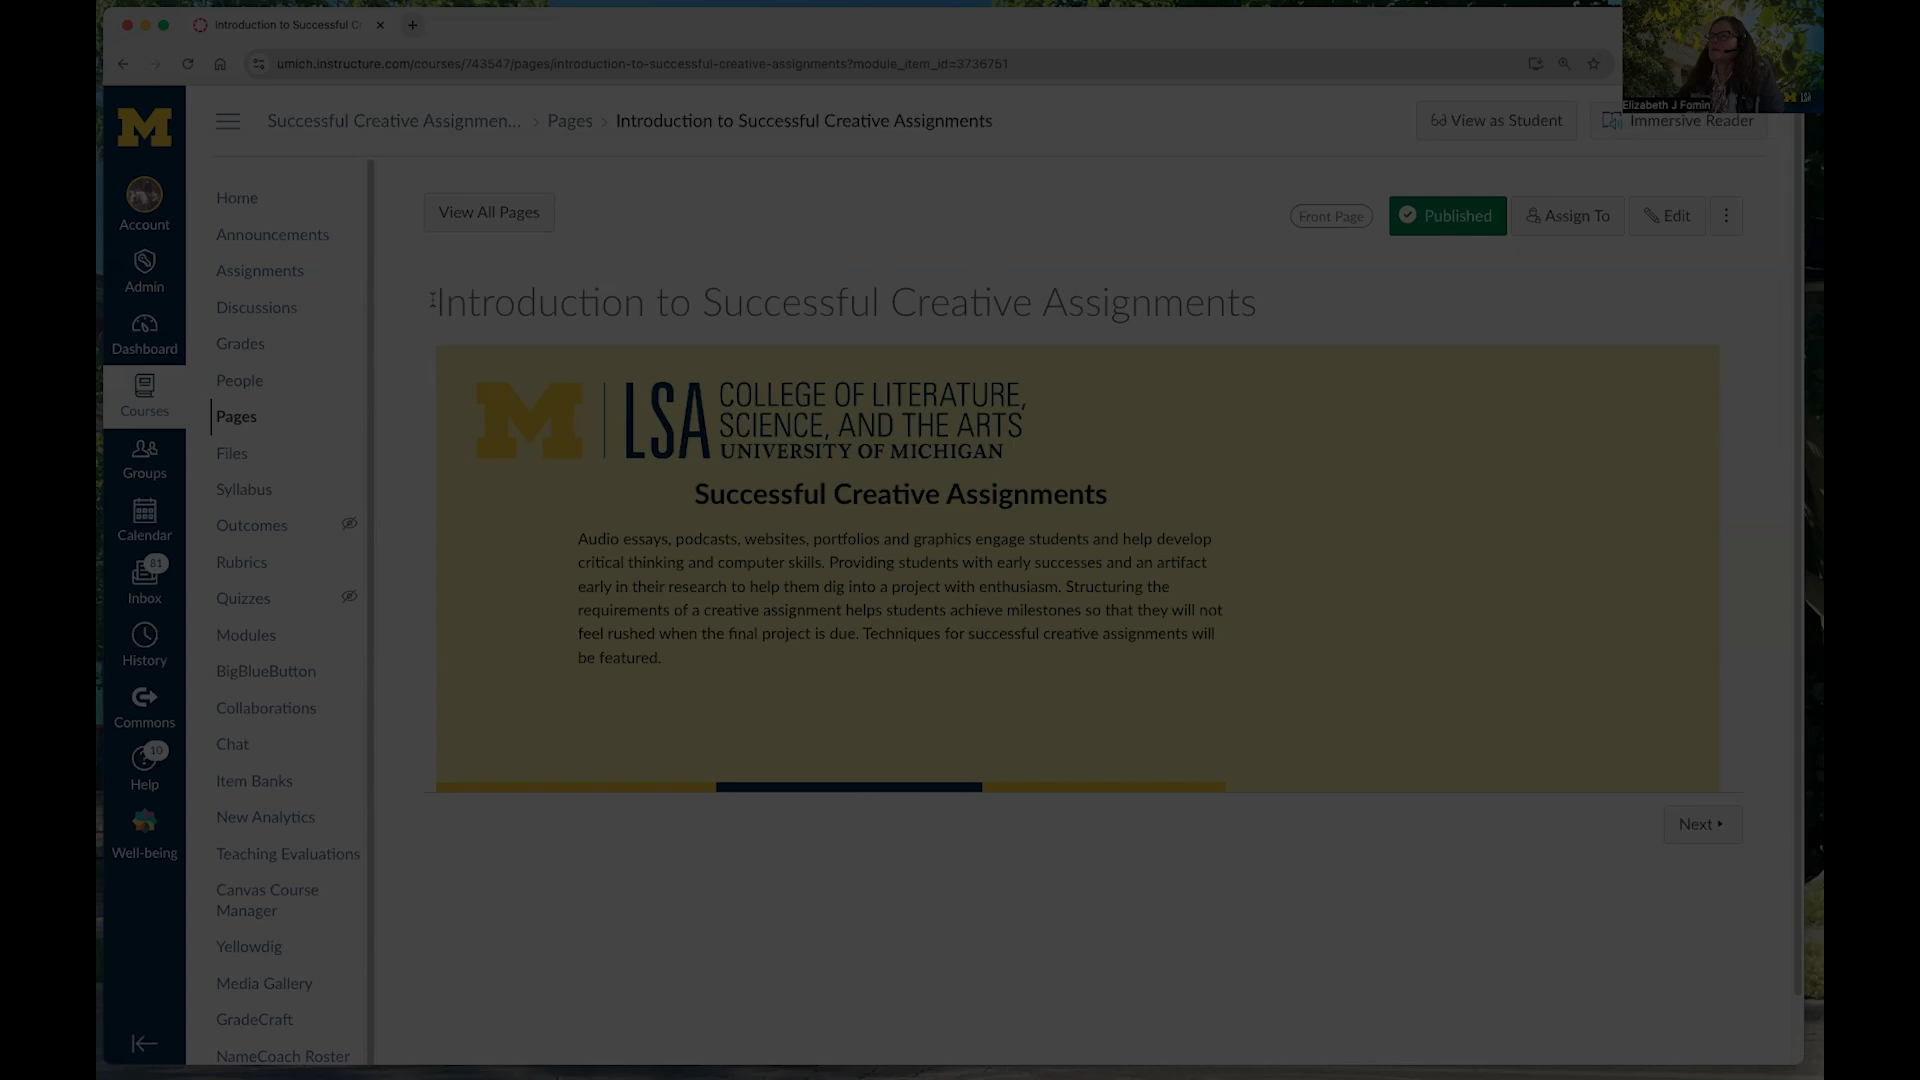 Introduction to Successful Cr
umich.instructure.com/courses/743547/pages/introduction-to-successful-creative-assignments?module_item_id=3736751
Elizabeth J Fomin
LSA
Successful Creative Assignmen... > Pages > Introduction to Successful Creative Assignments
View as Student
Immersive Reader
Account
Admin
Dashboard
Courses
Groups
Calendar
81
Inbox
History
Commons
10
Help
Well-being
Home
Announcements
Assignments
Discussions
Grades
People
Pages
Files
Syllabus
Outcomes
Rubrics
Quizzes
Modules
BigBlueButton
Collaborations
Chat
Item Banks
New Analytics
Teaching Evaluations
Canvas Course
Manager
Yellowdig
Media Gallery
GradeCraft
NameCoach Roster
View All Pages
Front Page
Published
Assign To
Edit
Introduction to Successful Creative Assignments
M LSA COLLEGE OF LITERATURE,
SCIENCE, AND THE ARTS
UNIVERSITY OF MICHIGAN
Successful Creative Assignments
Audio essays, podcasts, websites, portfolios and graphics engage students and help develop
critical thinking and computer skills. Providing students with early successes and an artifact
early in their research to help them dig into a project with enthusiasm. Structuring the
requirements of a creative assignment helps students achieve milestones so that they will not
feel rushed when the final project is due. Techniques for successful creative assignments will
be featured.
Next